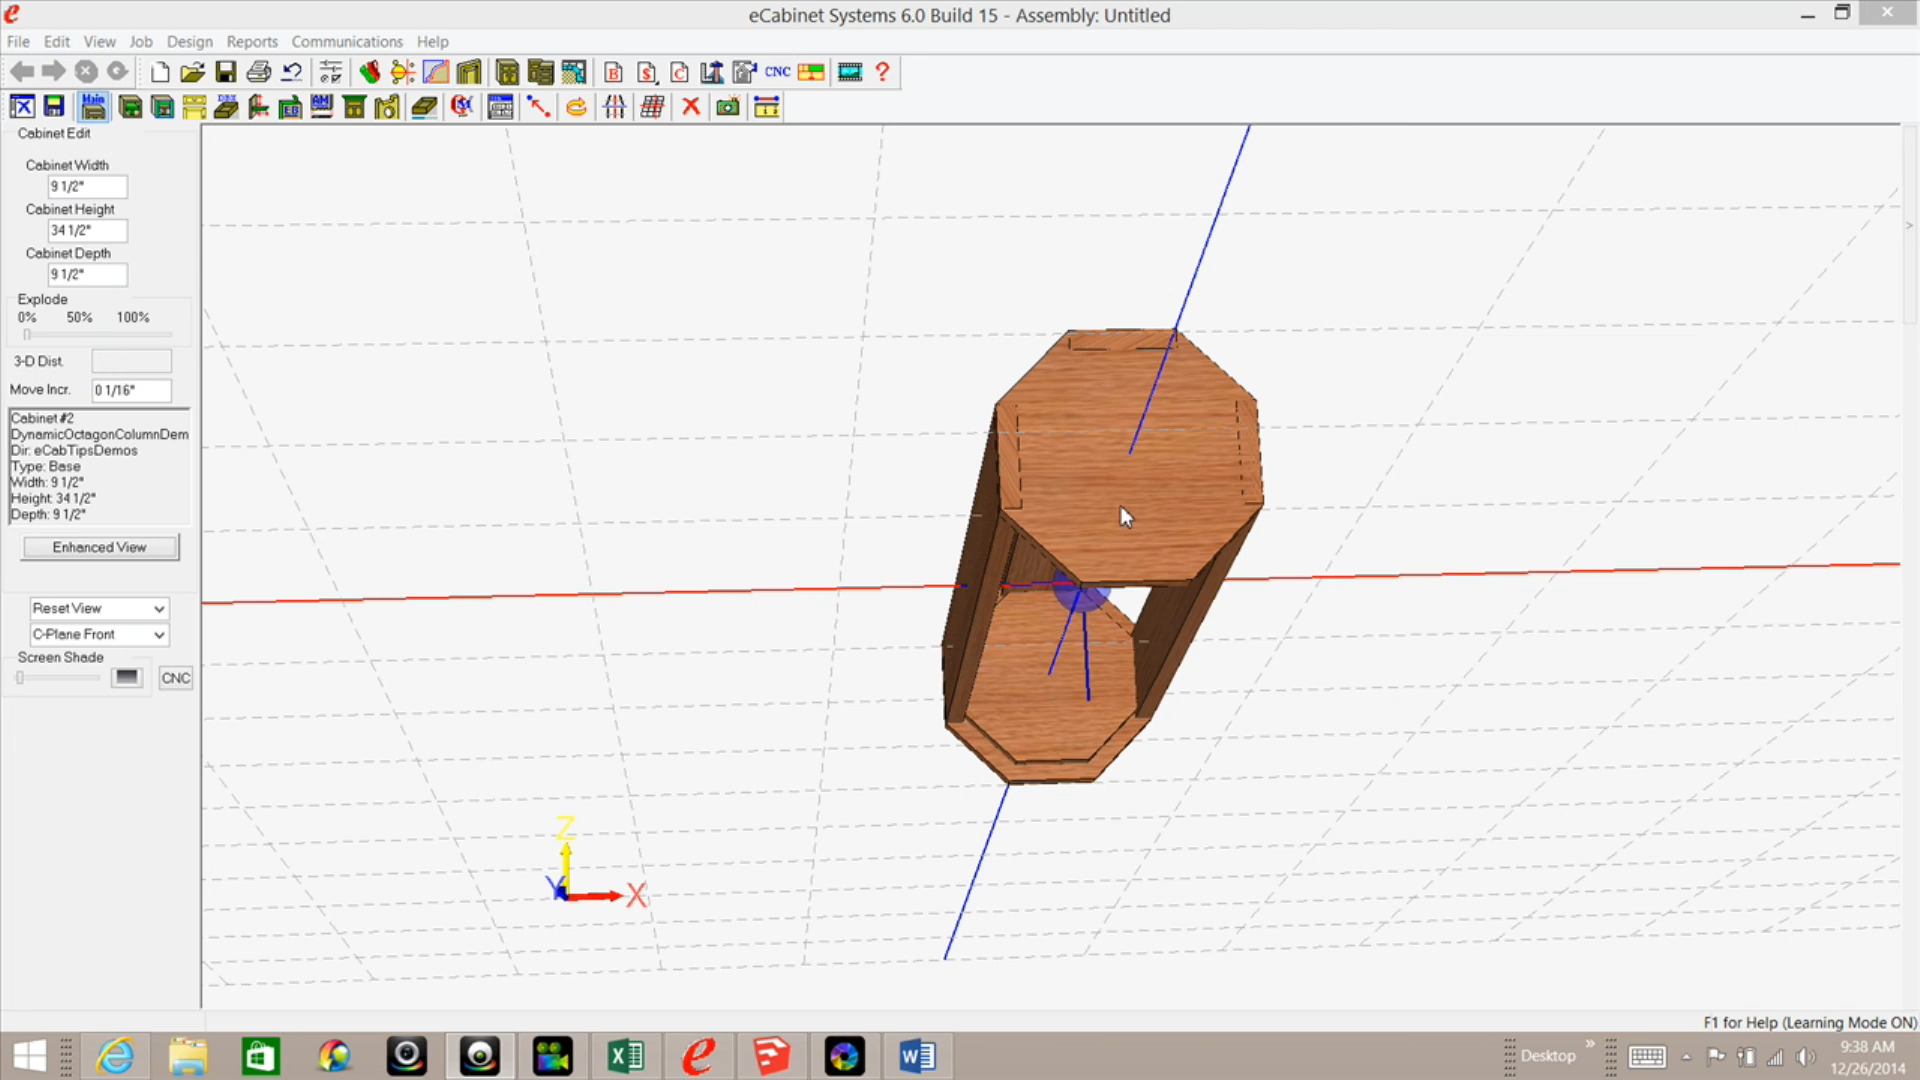 eCabinet Systems 6.0 Build 15 - Assembly: Untitled
File Edit View Job Design Reports Communications Help
B $ C CNC ?
Main DBX EB AM
Cabinet Edit
Cabinet Width
9 1/2"
Cabinet Height
34 1/2"
Cabinet Depth
9 1/2"
Explode
0% 50% 100%
3-D Dist.
Move Incr. 0 1/16"
Cabinet #2
DynamicOctagonColumnDem
Dir: eCabTipsDemos
Type: Base
Width: 9 1/2"
Height: 34 1/2"
Depth: 9 1/2"
Enhanced View
Reset View
C-Plane Front
Screen Shade
CNC
Z
Y X
F1 for Help (Learning Mode ON)
Desktop
9:38 AM
12/26/2014